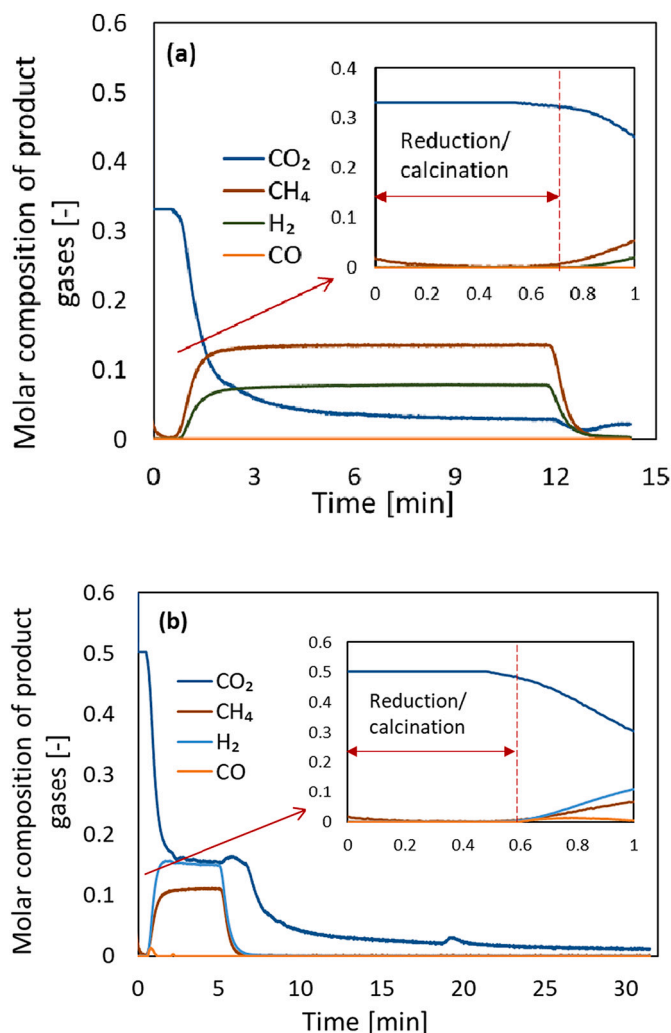 (a)
Molar composition of product
gases [-]
0.6
0.5
0.4
0.3
0.2
0.1
0
CO₂
CH₄
H₂
CO
0.4
0.3
0.2
0.1
0
Reduction/
calcination
0 0.2 0.4 0.6 0.8 1
0 3 6 9 12 15
Time [min]
(b)
Molar composition of product
gases [-]
0.6
0.5
0.4
0.3
0.2
0.1
0
CO₂
CH₄
H₂
CO
0.6
0.5
0.4
0.3
0.2
0.1
0
Reduction/
calcination
0 0.2 0.4 0.6 0.8 1
0 5 10 15 20 25 30
Time [min]